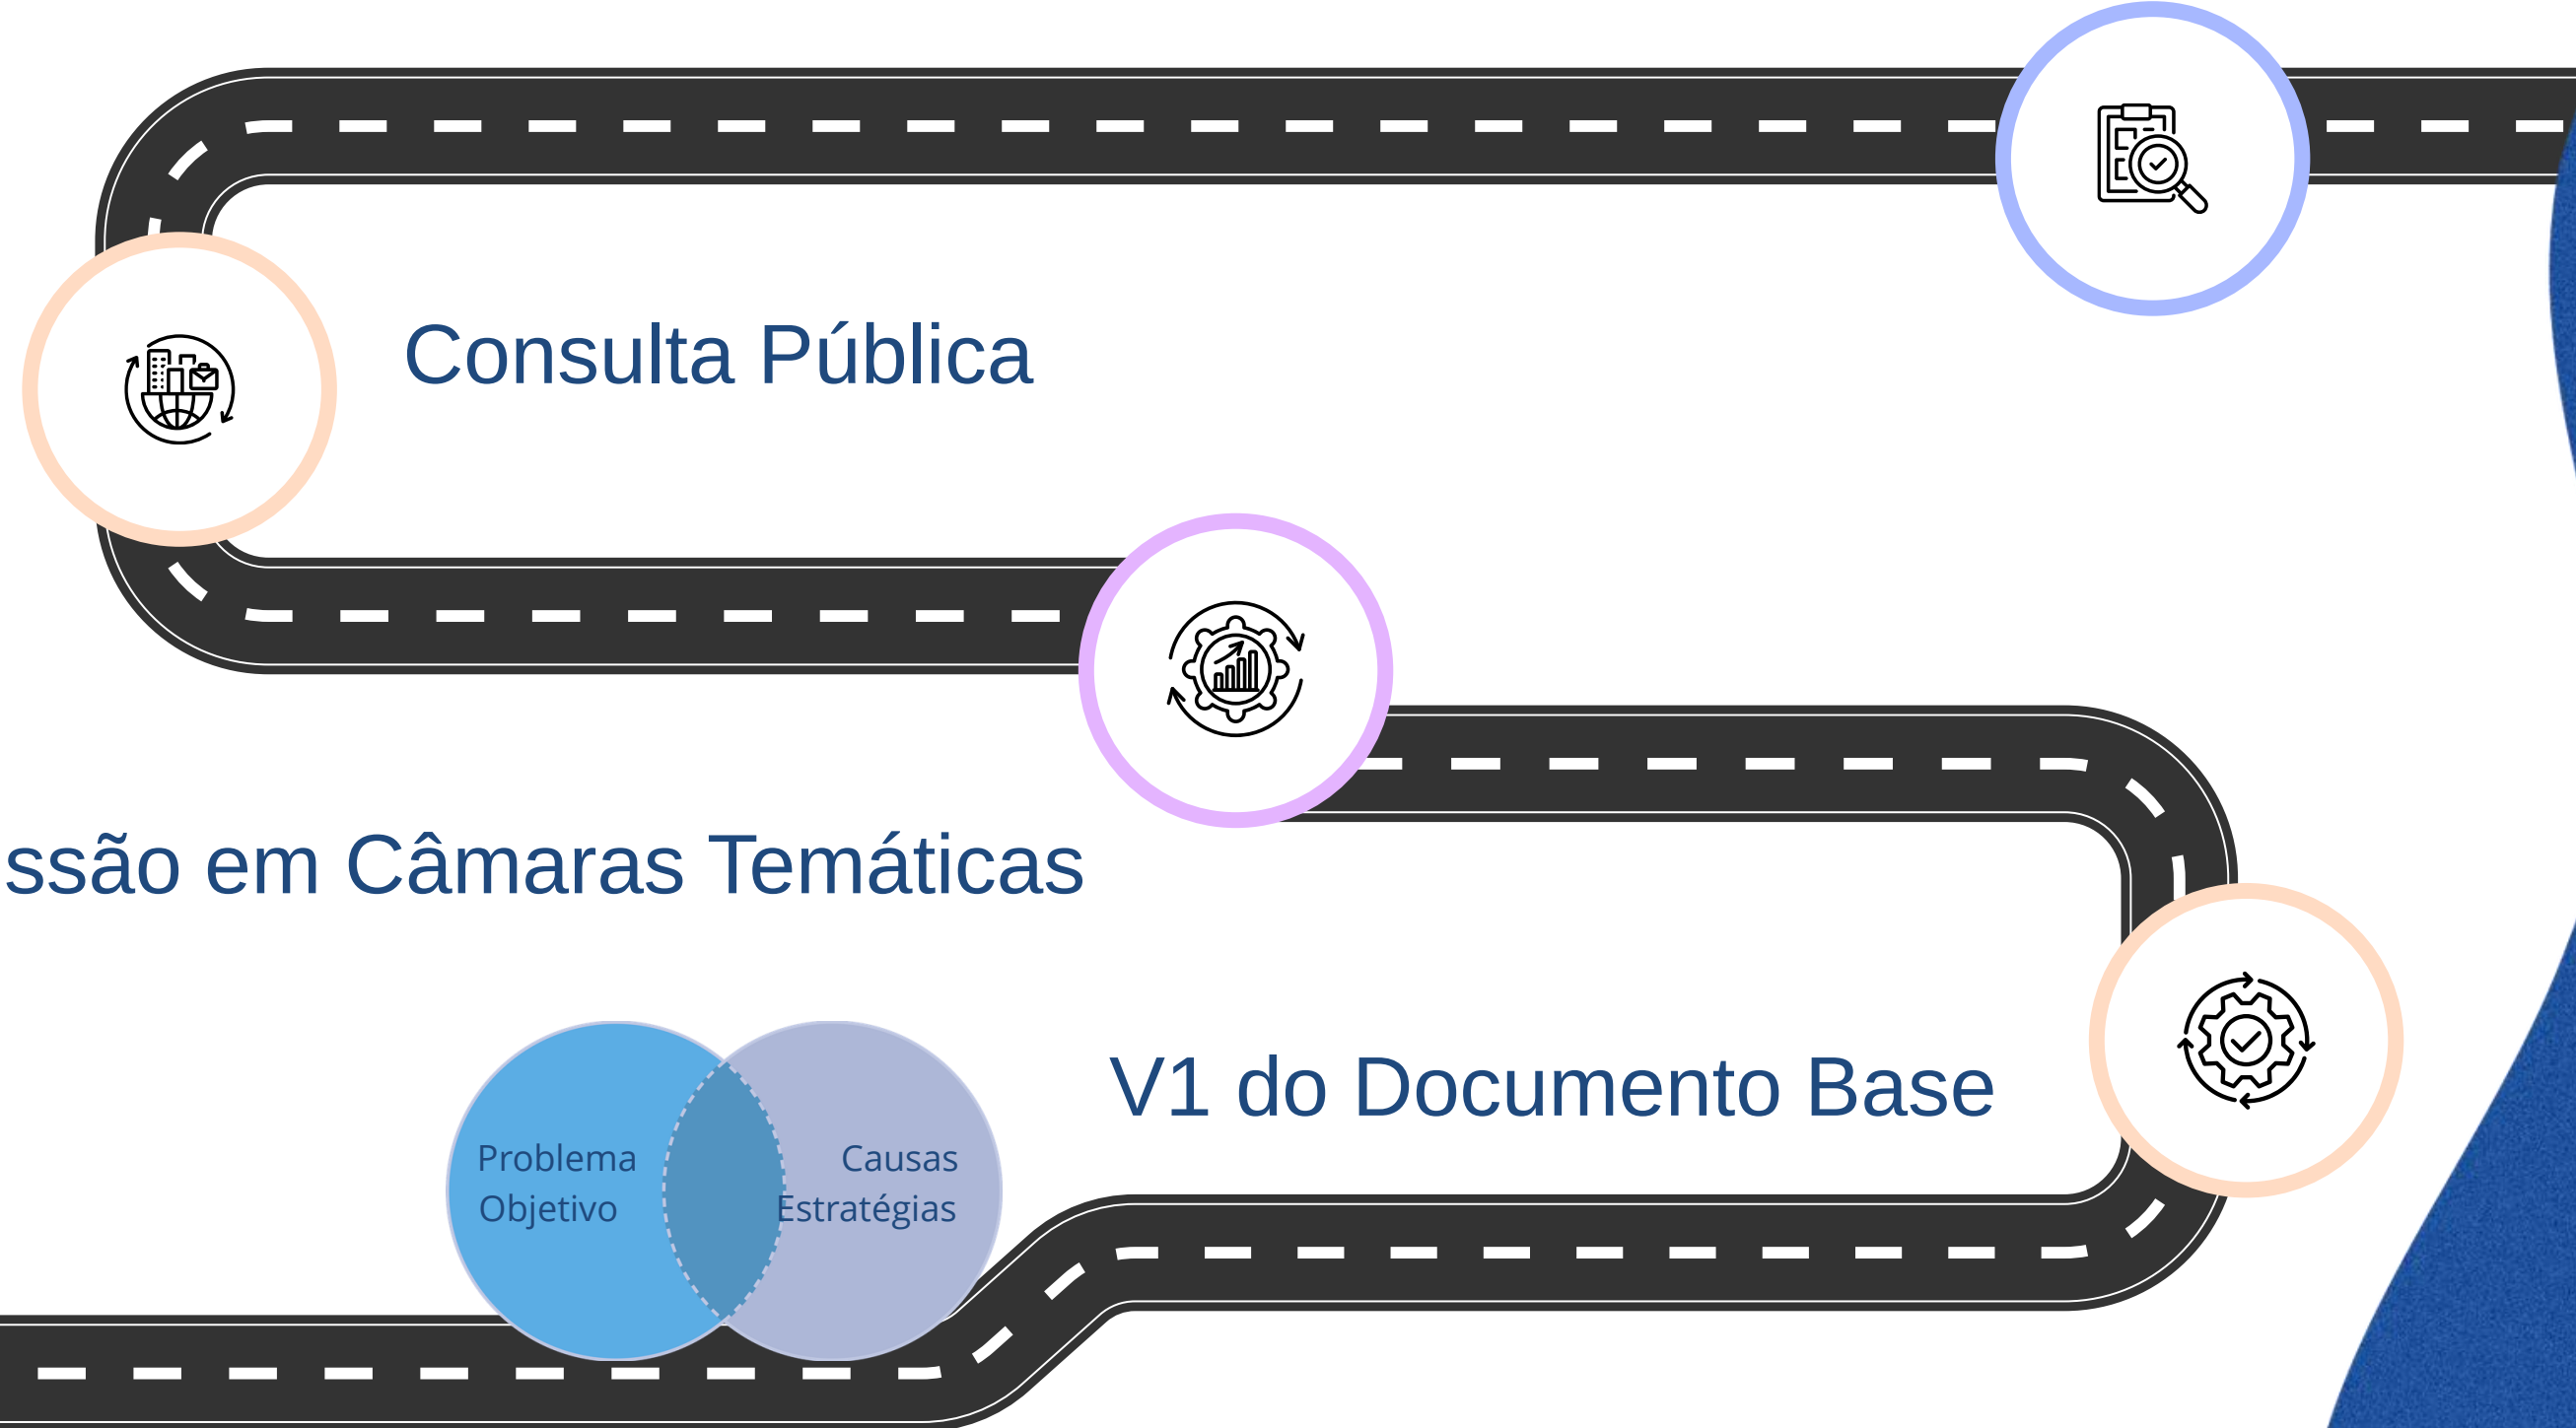 Consulta Pública
ssão em Câmaras Temáticas
V1 do Documento Base
Problema
Objetivo
Causas
Estratégias